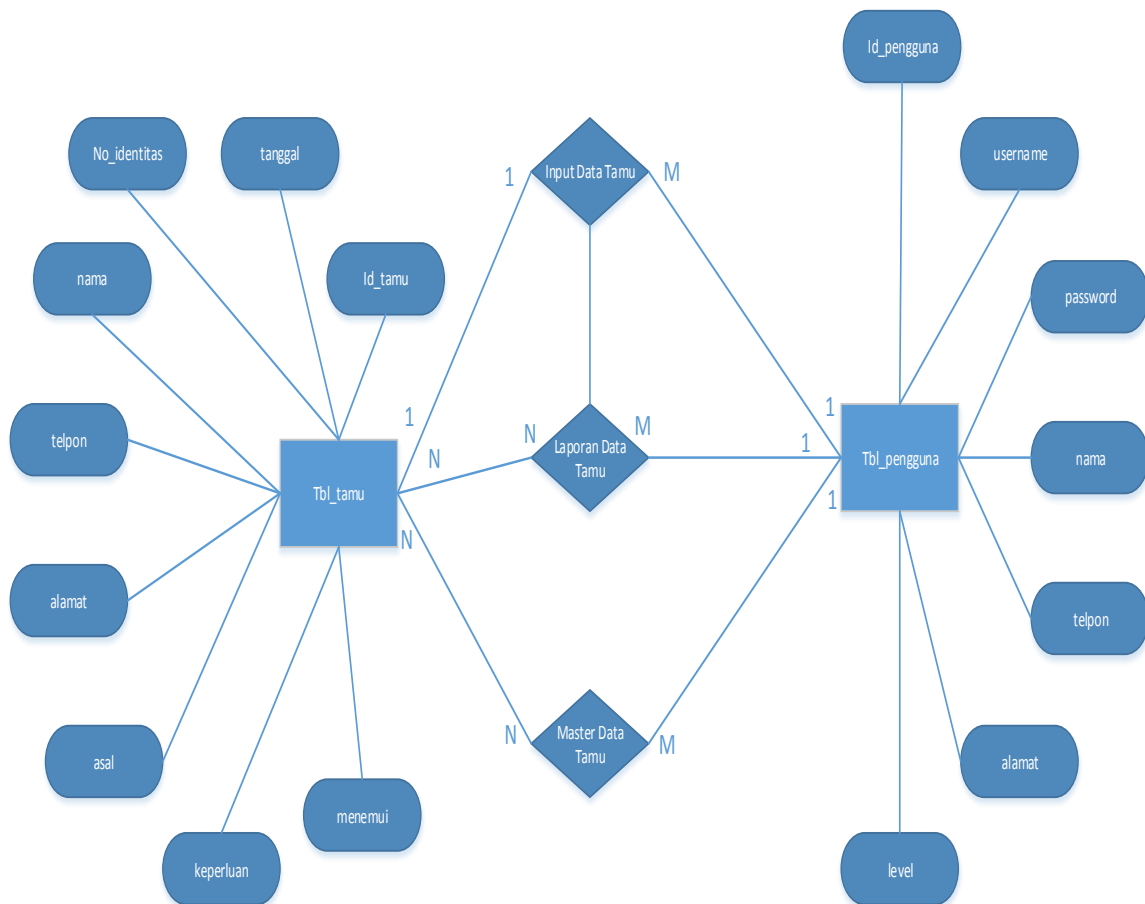 Id_pengguna
No_identitas
tanggal
username
Input Data Tamu
1
M
nama
Id_tamu
password
telpon
1
N
N
M
Laporan Data
Tamu
1
1
1
Tbl_pengguna
nama
Tbl_tamu
N
alamat
telpon
asal
N
Master Data
Tamu
M
alamat
menemui
keperluan
level